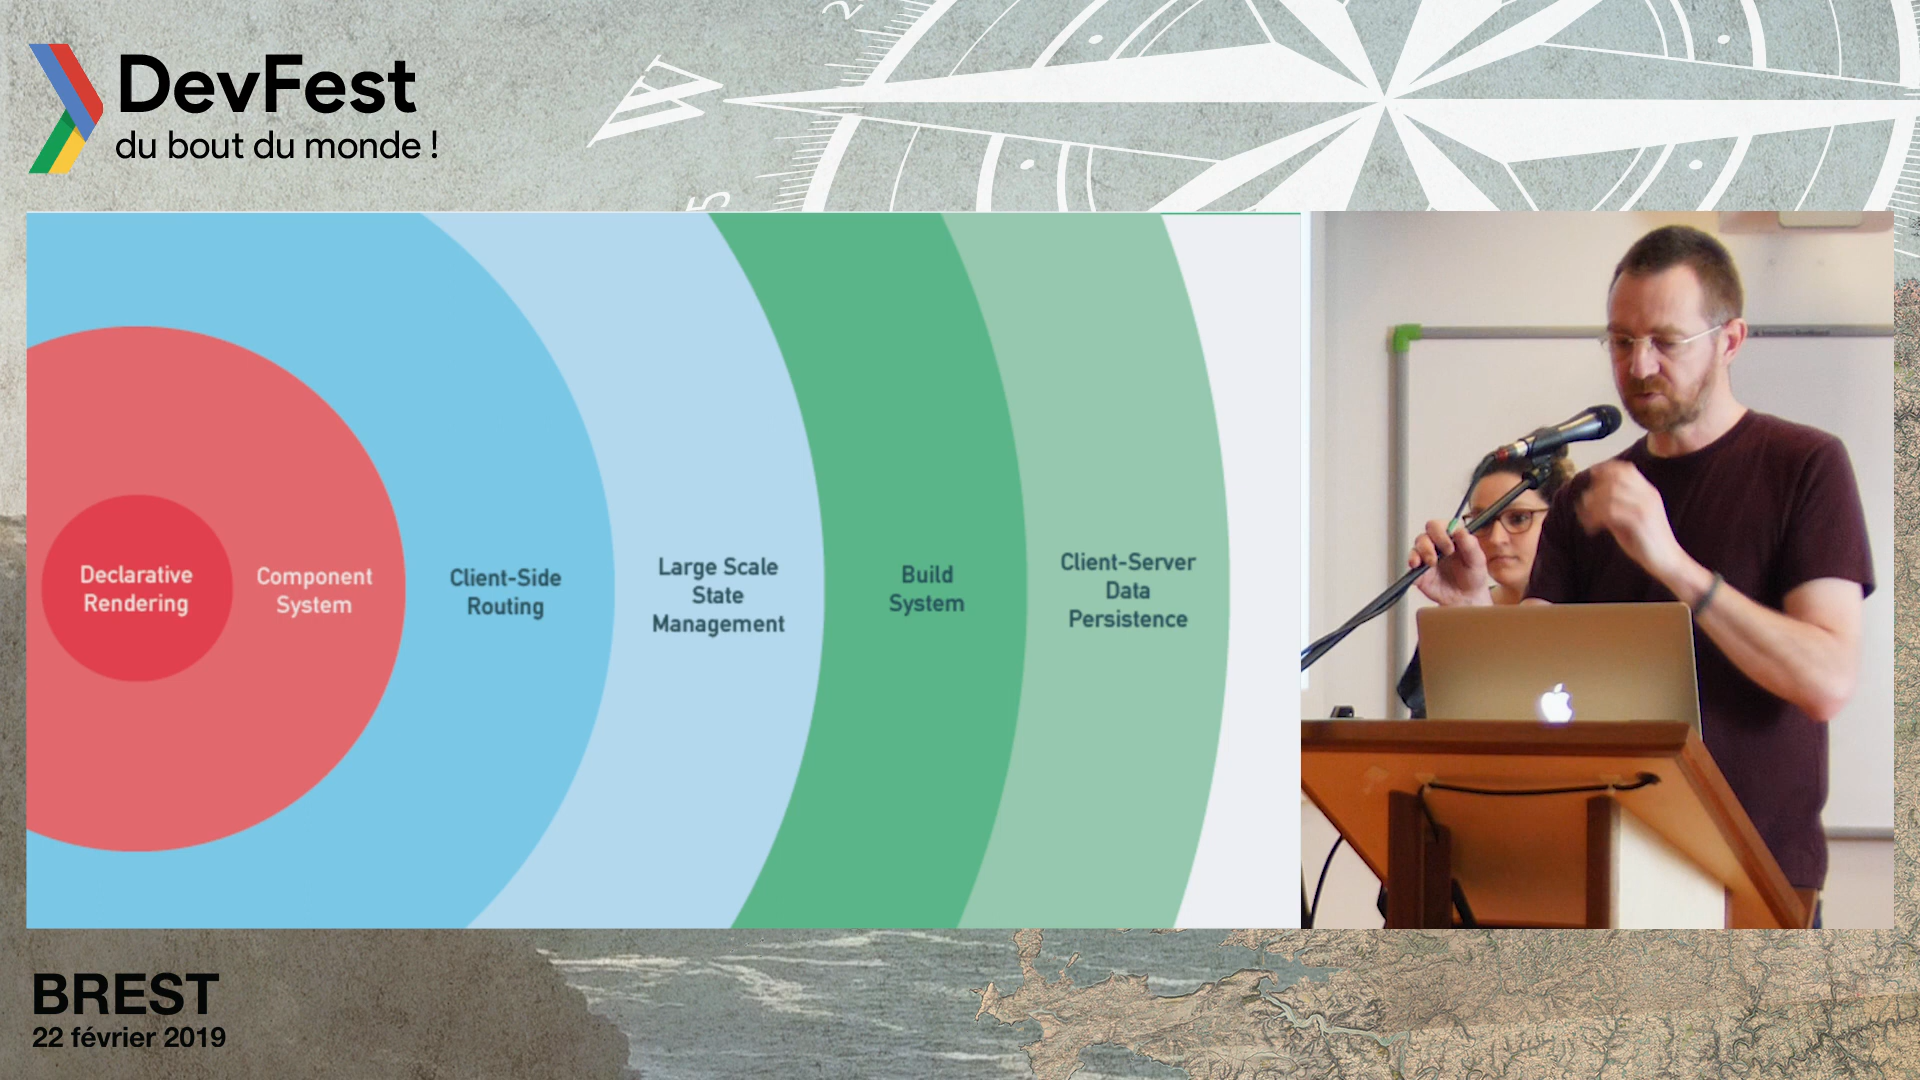 DevFest
du bout du monde !
W
Declarative
Rendering
Component
System
Client-Side
Routing
Large Scale
State
Management
Build
System
Client-Server
Data
Persistence
BREST
22 février 2019